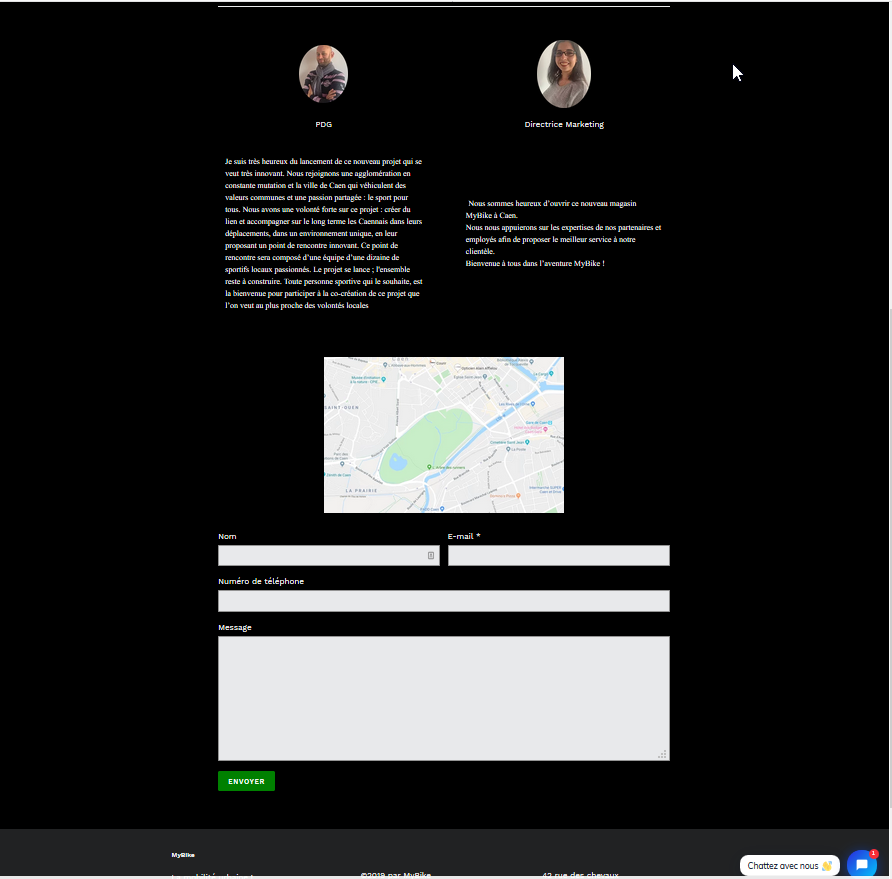 PDG
Directrice Marketing
Je suis très heureux du lancement de ce nouveau projet qui se
veut très innovant. Nous rejoignons une agglomération en
constante mutation et la ville de Caen qui véhiculent des
valeurs communes et une passion partagée : le sport pour
tous. Nous avons une volonté forte sur ce projet : créer du
lien et accompagner sur le long terme les Caennais dans leurs
déplacements, dans un environnement unique, en leur
proposant un point de rencontre innovant. Ce point de
rencontre sera composé d’une équipe d’une dizaine de
sportifs locaux passionnés. Le projet se lance ; l'ensemble
reste à construire. Toute personne sportive qui le souhaite, est
la bienvenue pour participer à la co-création de ce projet que
l’on veut au plus proche des volontés locales
Nous sommes heureux d’ouvrir ce nouveau magasin
MyBike à Caen.
Nous nous appuierons sur les expertises de nos partenaires et
employés afin de proposer le meilleur service à notre
clientèle.
Bienvenue à tous dans l’aventure MyBike !
SAINT-OUEN
LA PRAIRIE
La Poste
Nom
E-mail *
Numéro de téléphone
Message
ENVOYER
MyBike
©2019 par MyBike
42 rue des chevaux
Chattez avec nous 👋
1